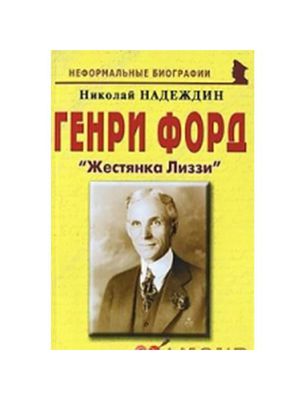 НЕФОРМАЛЬНЫЕ БИОГРАФИИ
Николай НАДЕЖДИН
ГЕНРИ ФОРД
"Жестянка Лиззи"